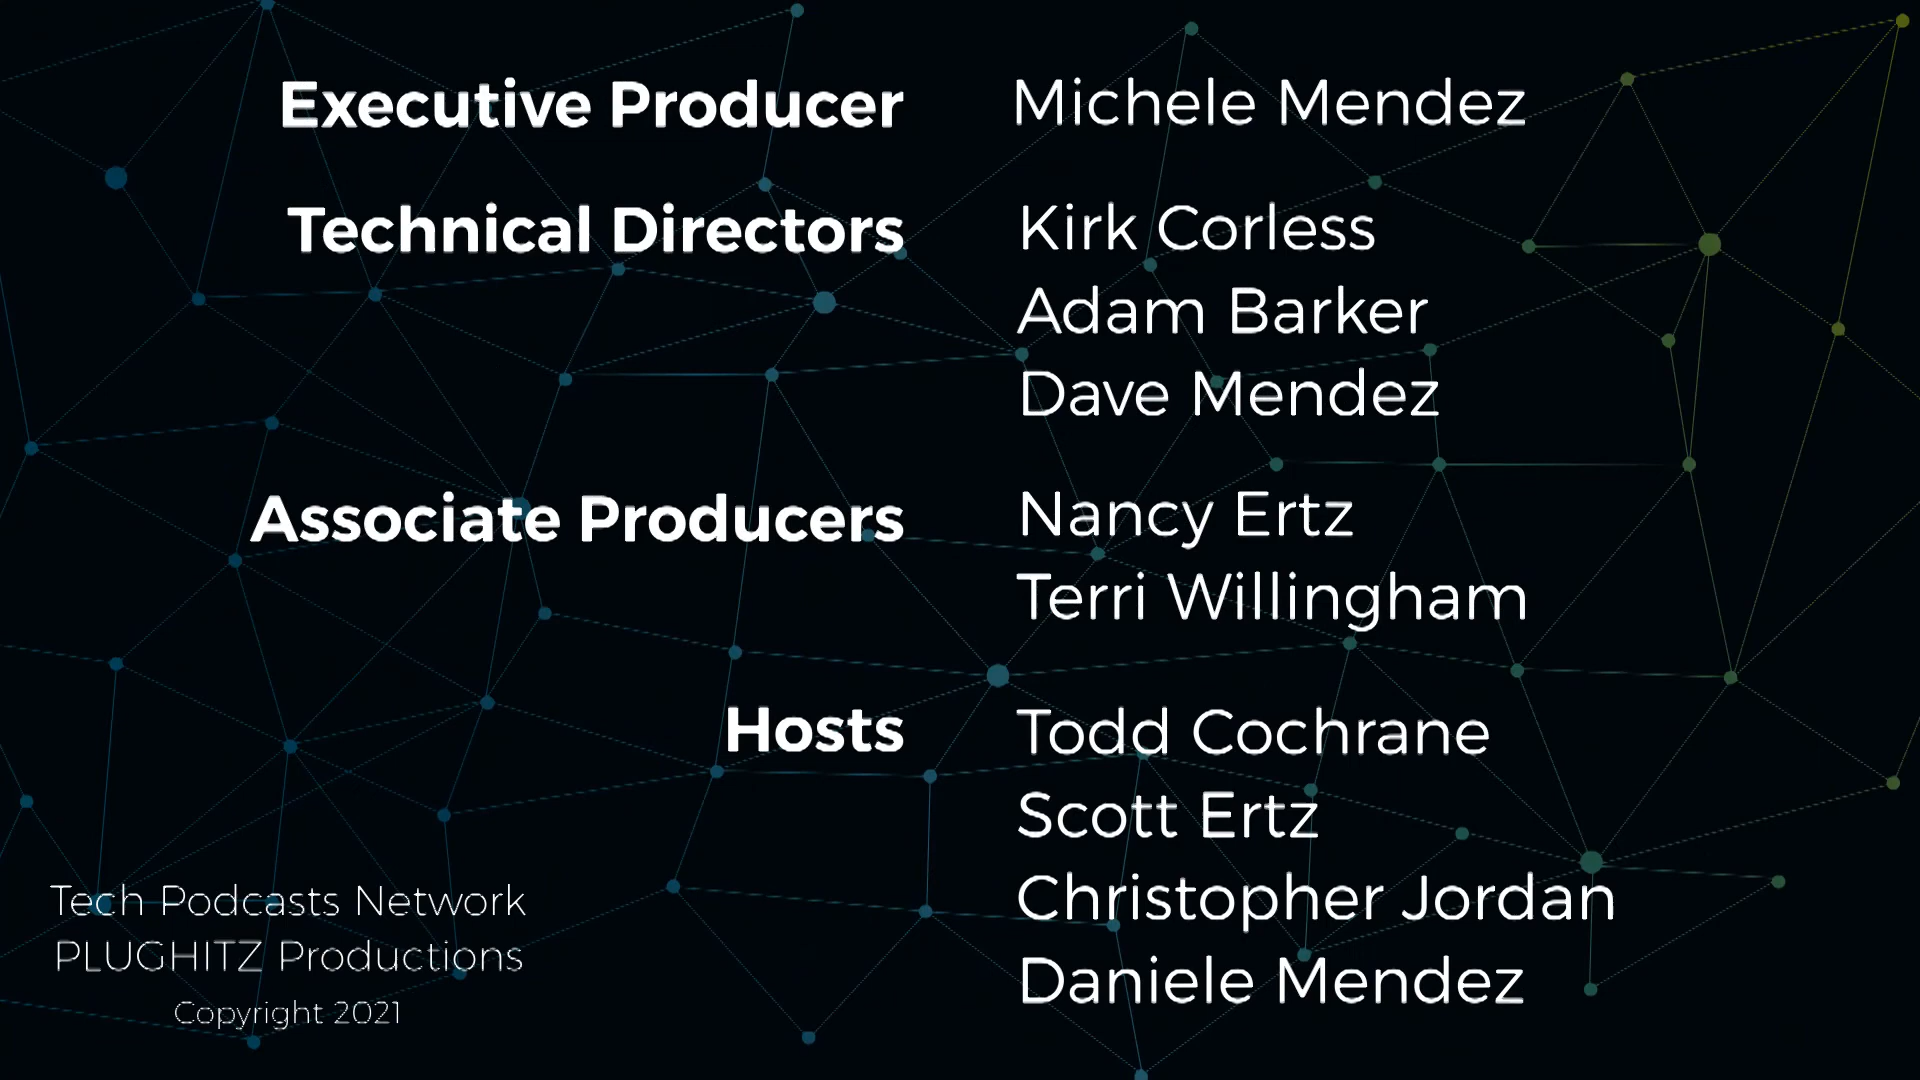 Executive Producer Michele Mendez
Technical Directors Kirk Corless
Adam Barker
Dave Mendez
Associate Producers Nancy Ertz
Terri Willingham
Hosts Todd Cochrane
Scott Ertz
Christopher Jordan
Daniele Mendez
Tech Podcasts Network
PLUGHITZ Productions
Copyright 2021